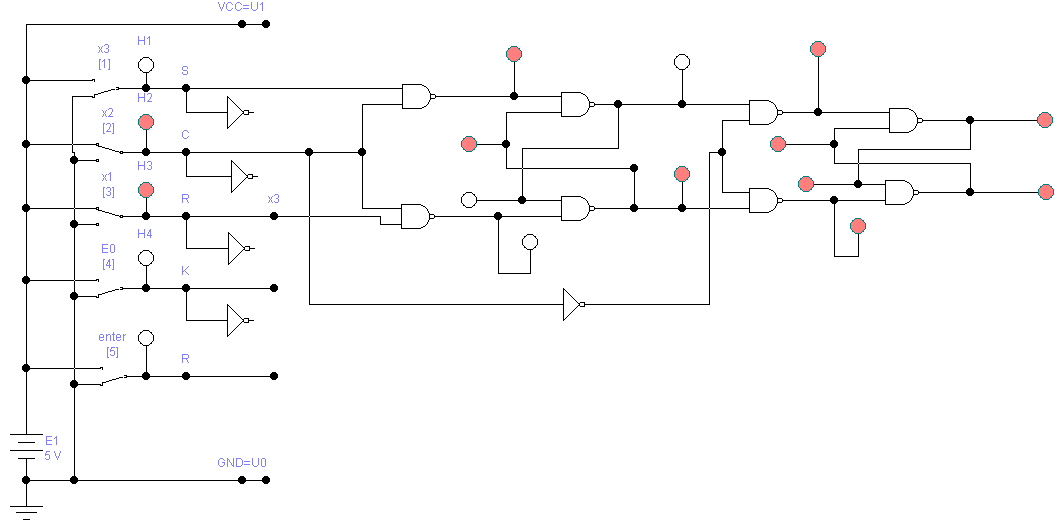 VCC=U1
x3
[1]
H1
S
H2
x2
[2]
C
H3
x1
[3]
R
x3
H4
E0
[4]
K
enter
[5]
R
E1
5 V
GND=U0